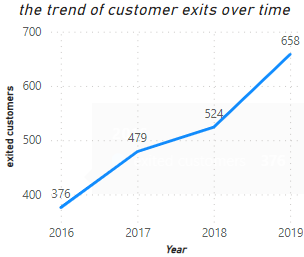 the trend of customer exits over time
exited customers
700
600
500
400
376
479
524
658
2016 2017 2018 2019
Year